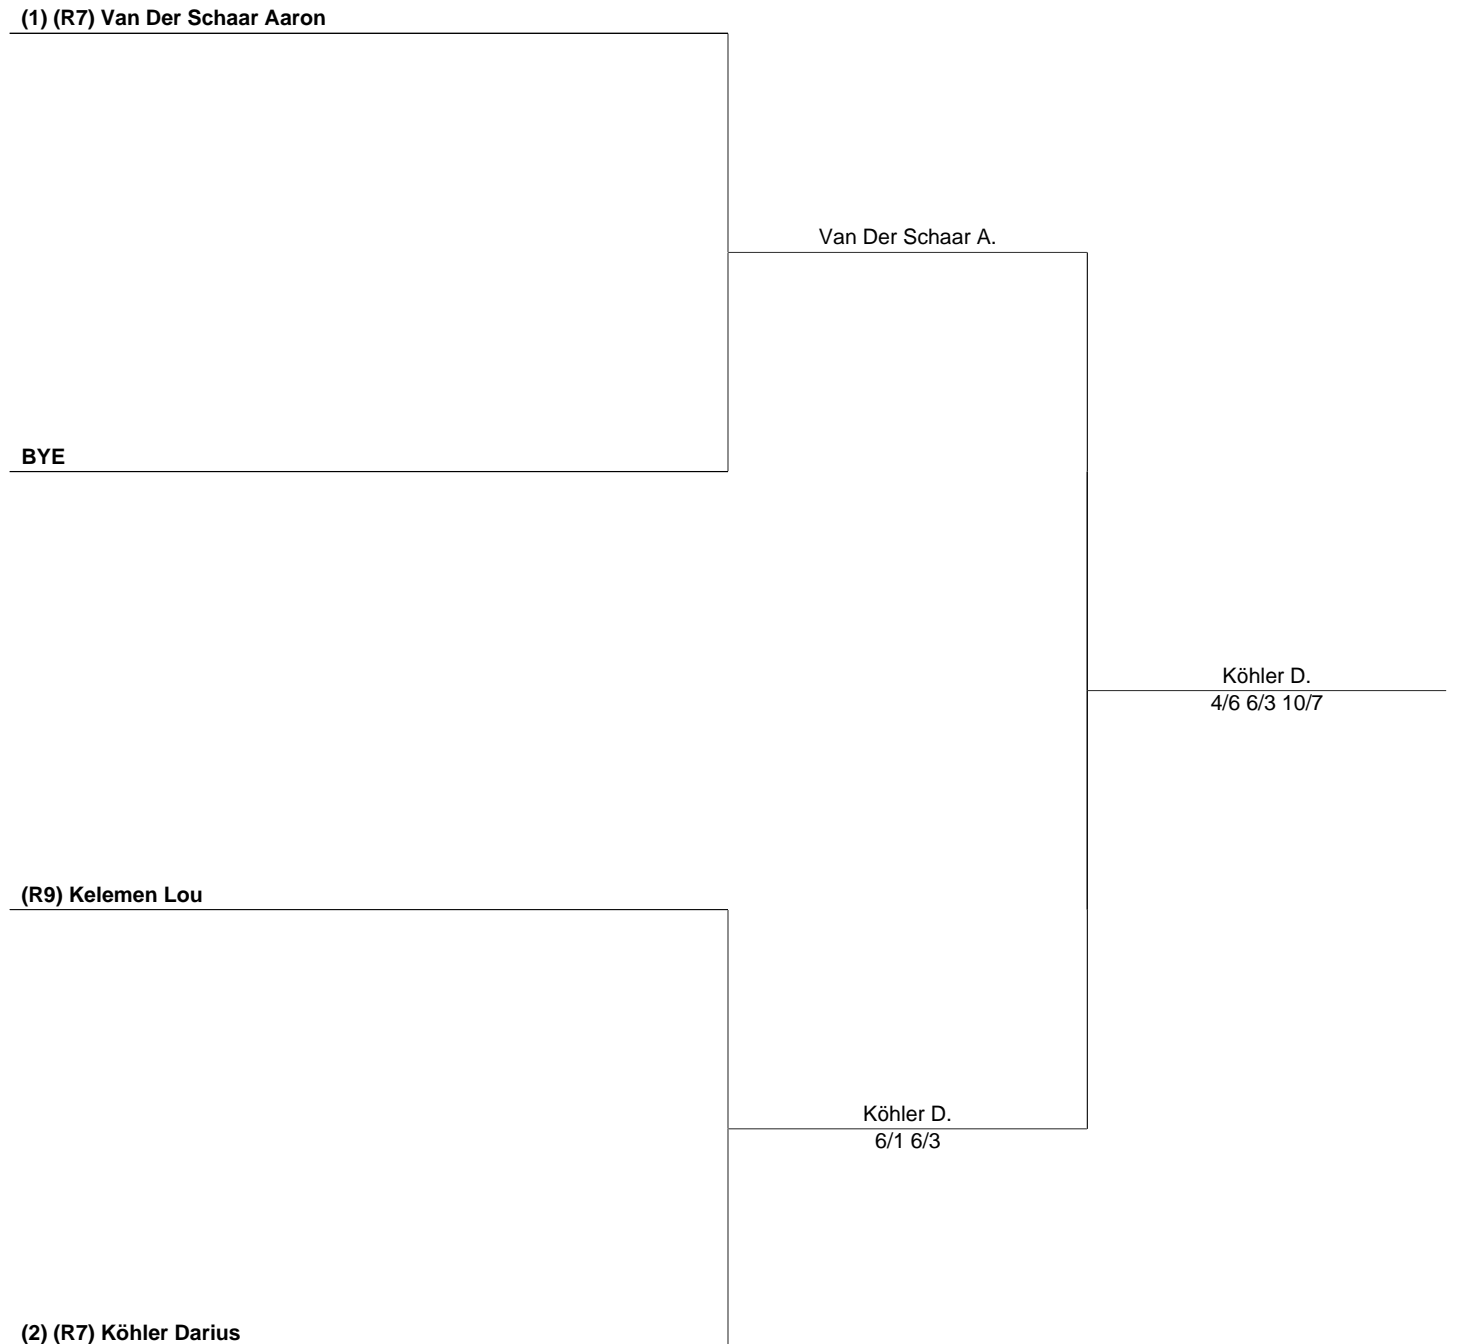 (1) (R7) Van Der Schaar Aaron
Van Der Schaar A.
BYE
Köhler D.
4/6 6/3 10/7
(R9) Kelemen Lou
Köhler D.
6/1 6/3
(2) (R7) Köhler Darius